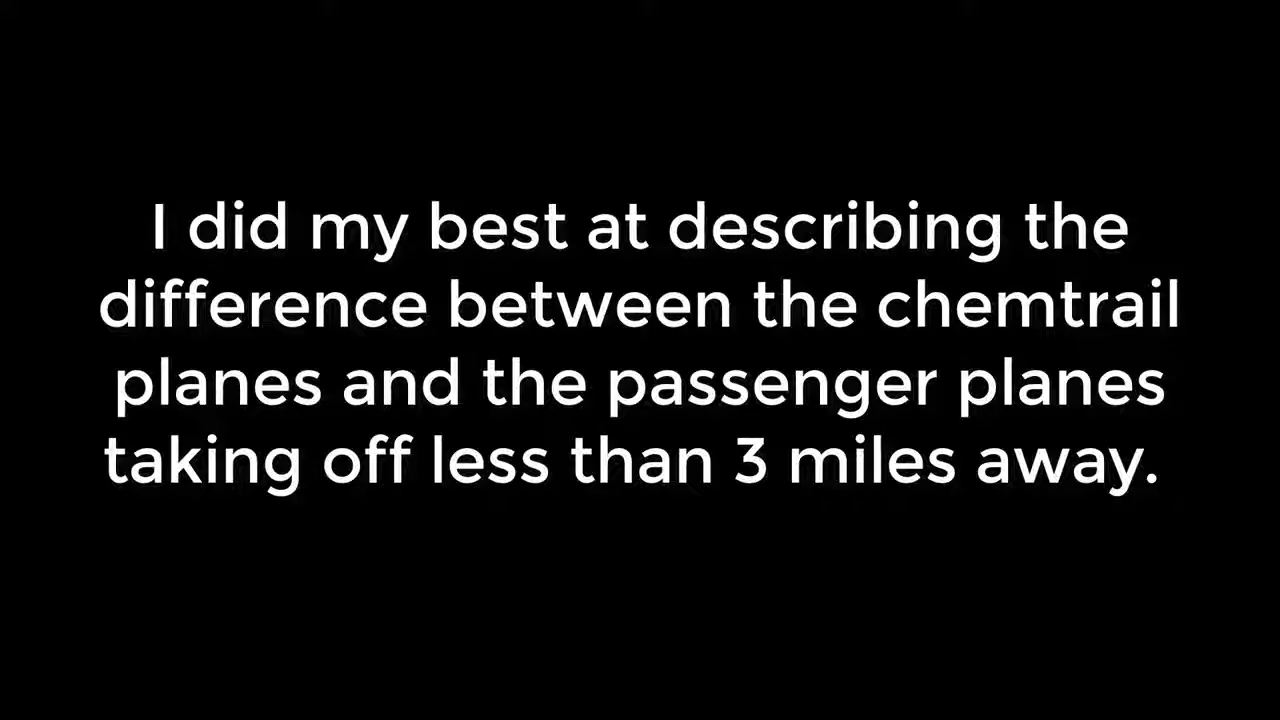 I did my best at describing the
difference between the chemtrail
planes and the passenger planes
taking off less than 3 miles away.